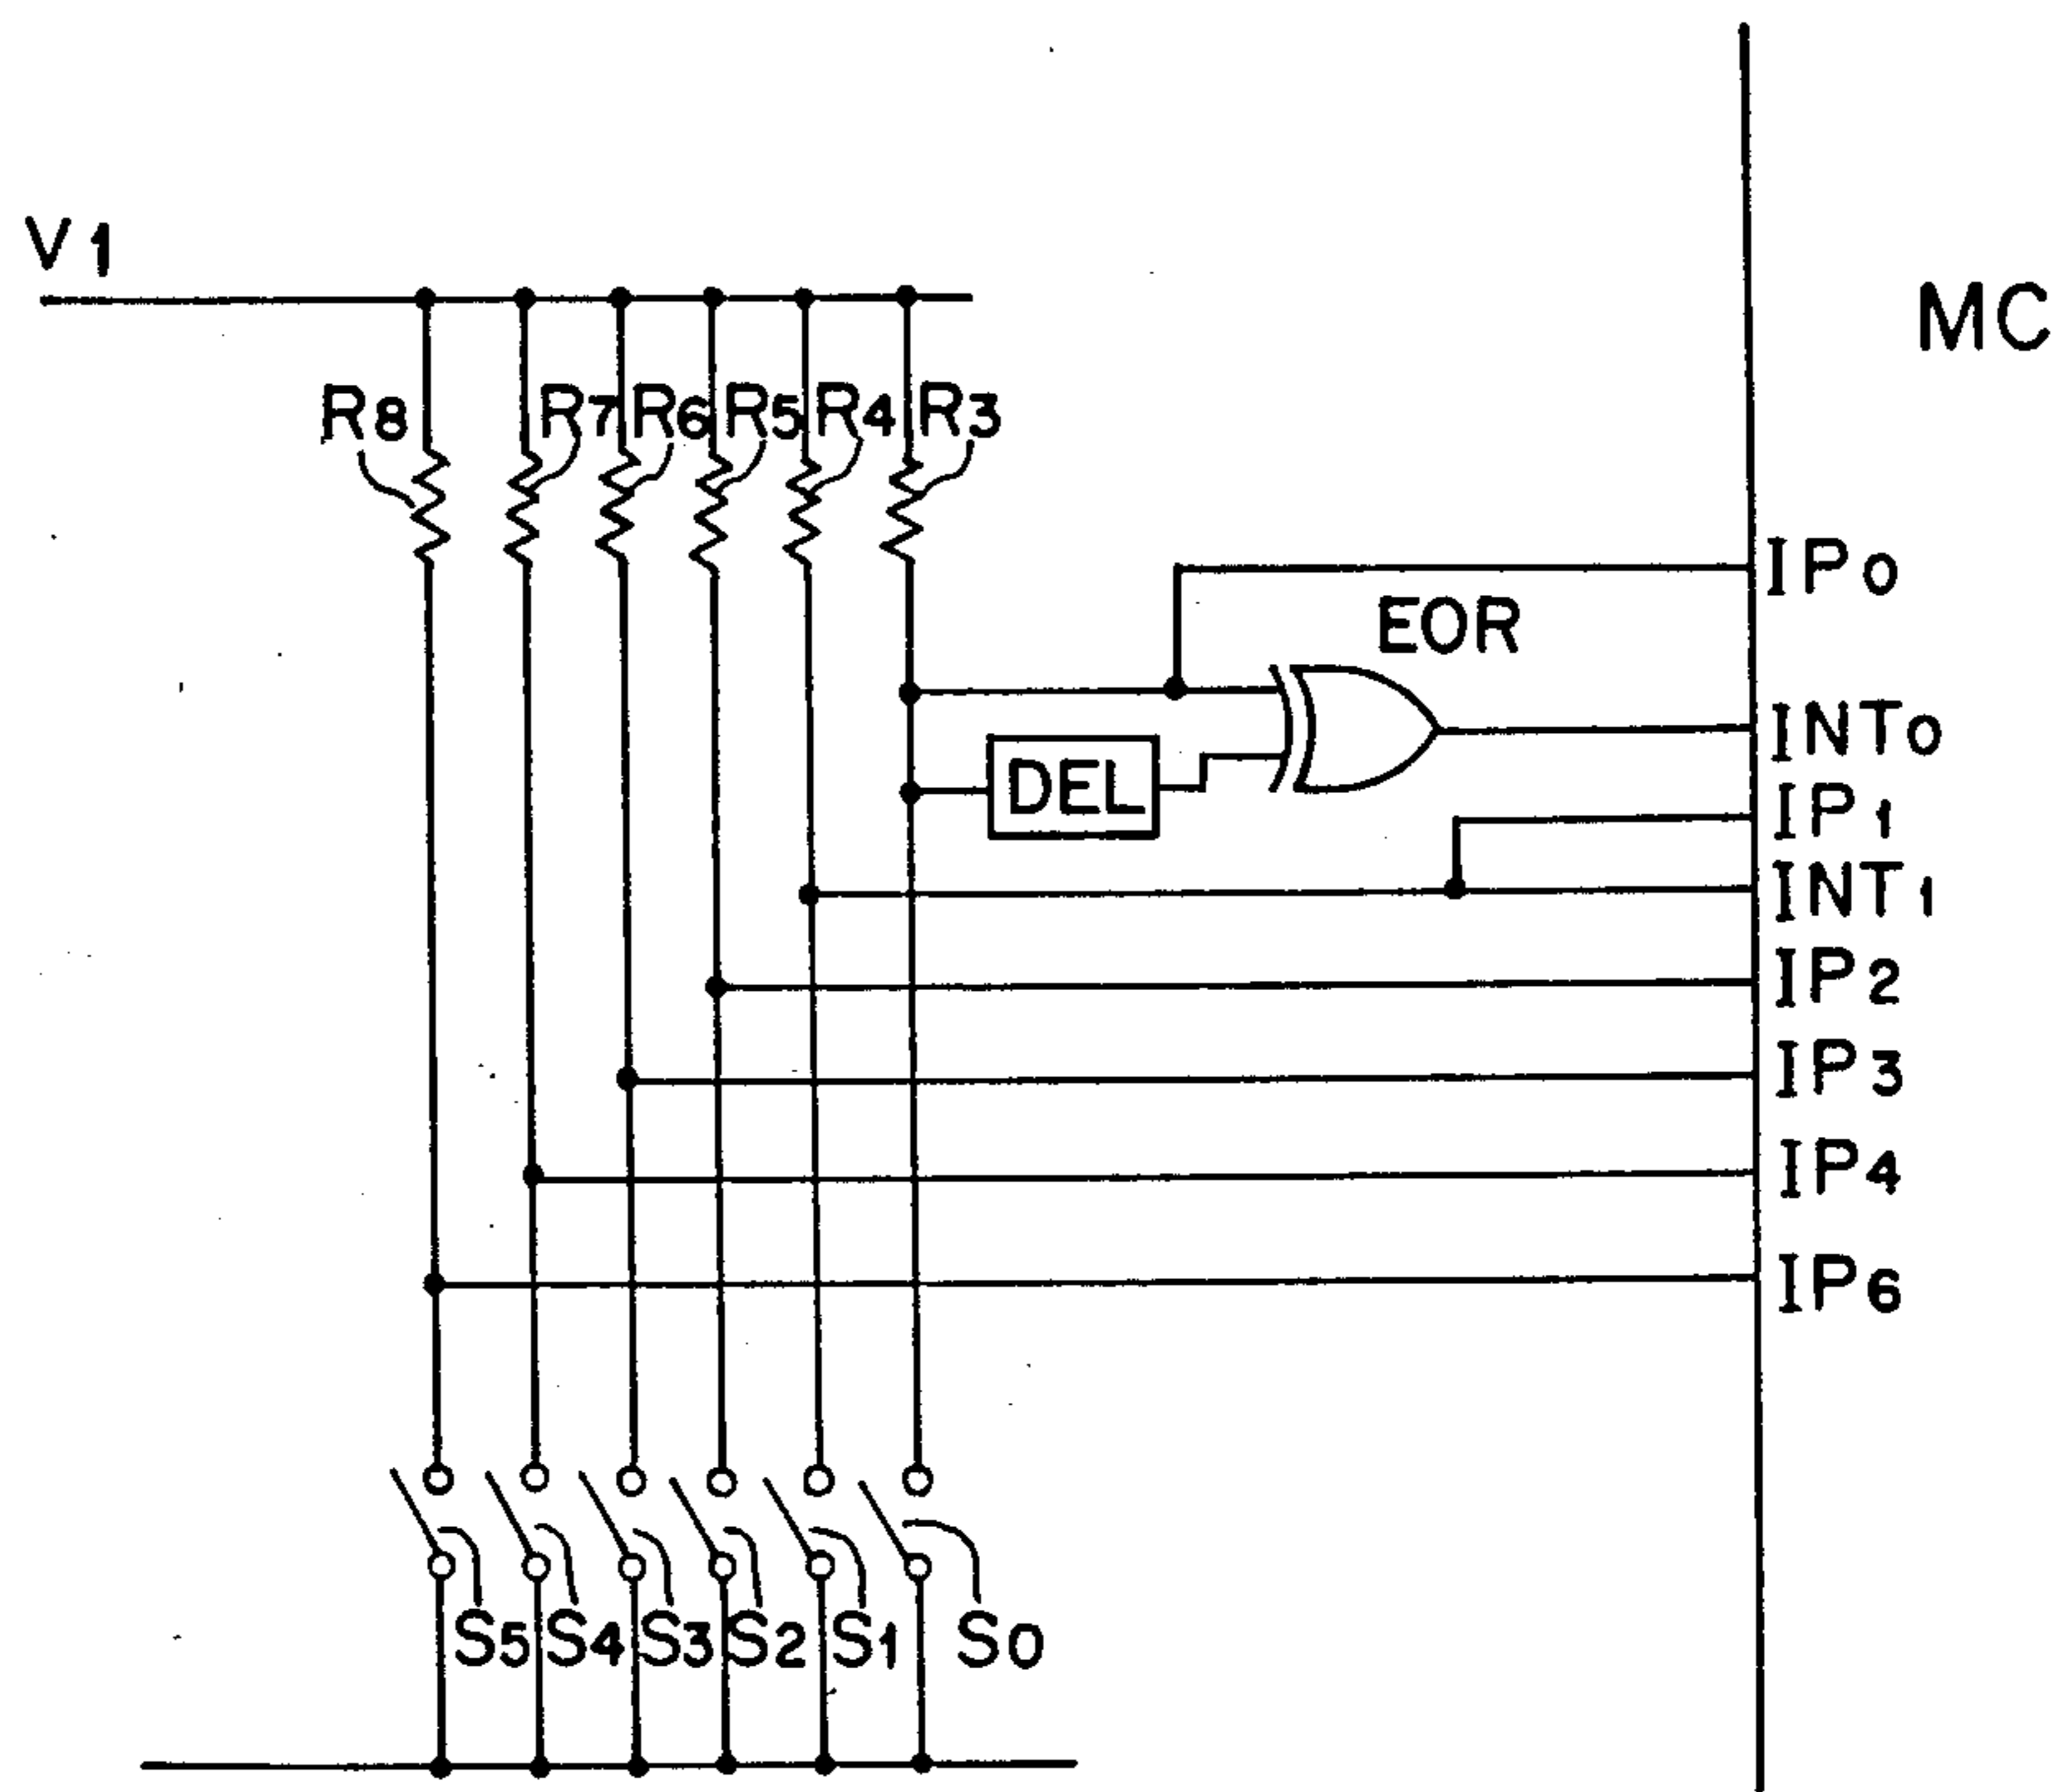 V1
MC
R8 R7 R6 R5 R4 R3
IP0
EOR
INT0
DEL
IP1
INT1
IP2
IP3
IP4
IP6
S5 S4 S3 S2 S1 S0